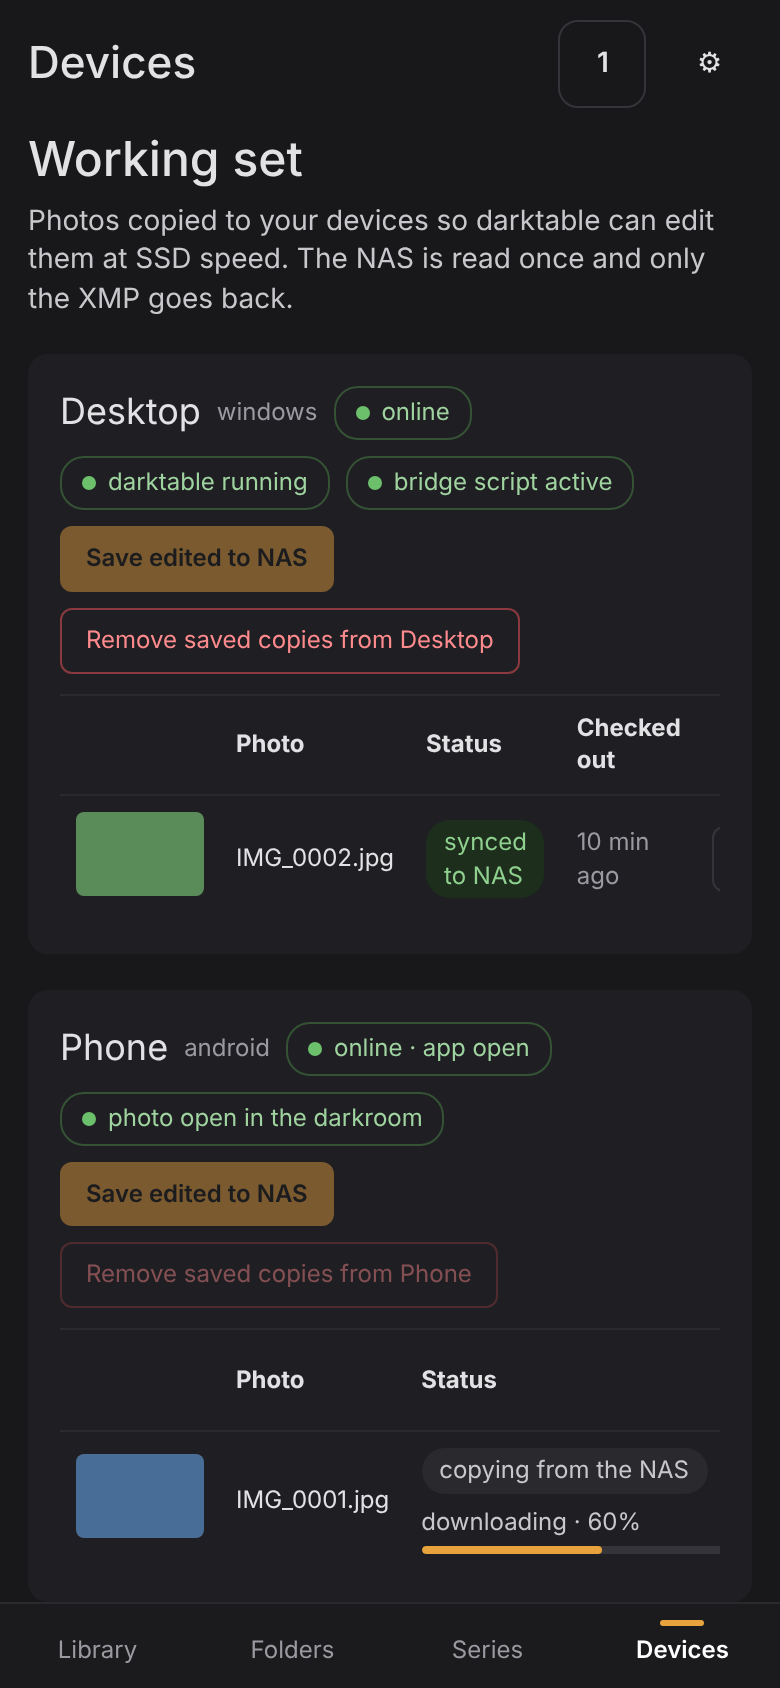 Devices 1 ⚙
Working set
Photos copied to your devices so darktable can edit
them at SSD speed. The NAS is read once and only
the XMP goes back.
Desktop windows online
darktable running bridge script active
Save edited to NAS
Remove saved copies from Desktop
Photo Status Checked
out
IMG_0002.jpg synced
to NAS 10 min
ago
Phone android online · app open
photo open in the darkroom
Save edited to NAS
Remove saved copies from Phone
Photo Status
IMG_0001.jpg copying from the NAS
downloading · 60%
Library Folders Series Devices